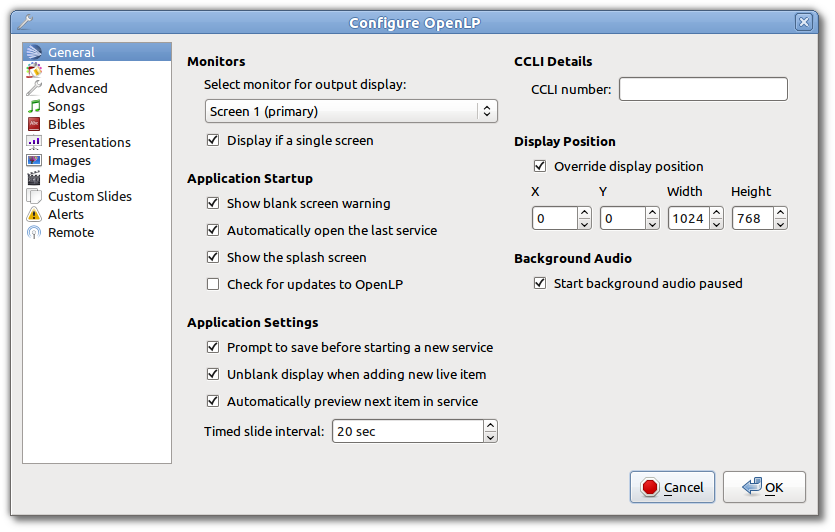 Configure OpenLP
General
Themes
Advanced
Songs
Bibles
Presentations
Images
Media
Custom Slides
Alerts
Remote
Monitors
Select monitor for output display:
Screen 1 (primary)
Display if a single screen
Application Startup
Show blank screen warning
Automatically open the last service
Show the splash screen
Check for updates to OpenLP
Application Settings
Prompt to save before starting a new service
Unblank display when adding new live item
Automatically preview next item in service
Timed slide interval: 20 sec
CCLI Details
CCLI number:
Display Position
Override display position
X Y Width Height
0 0 1024 768
Background Audio
Start background audio paused
Cancel OK